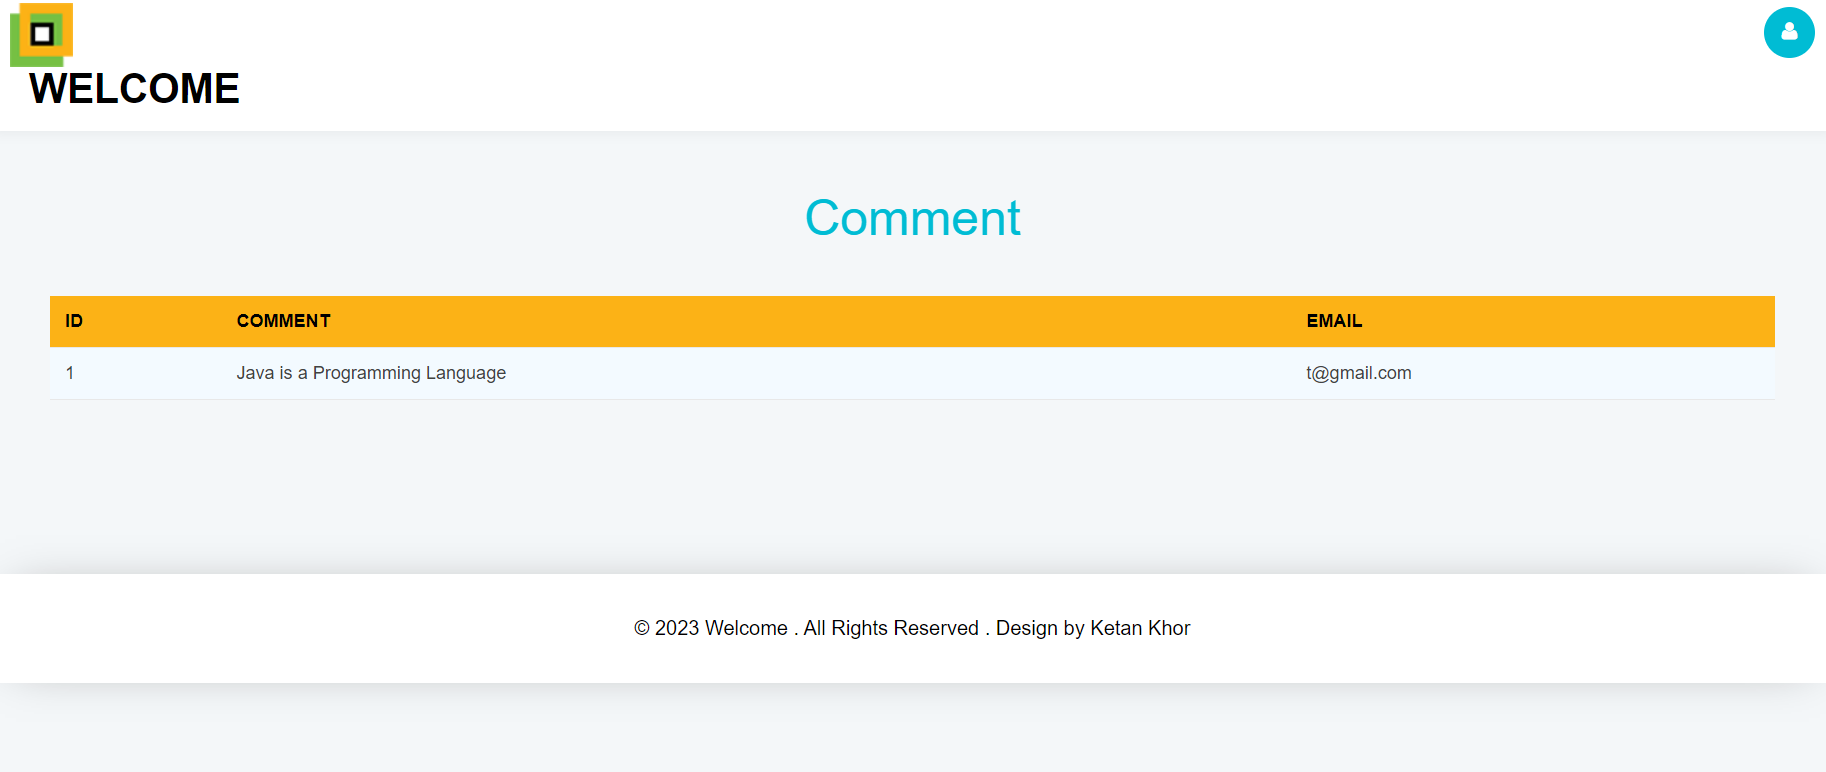 WELCOME
Comment
ID COMMENT EMAIL
1 Java is a Programming Language t@gmail.com
© 2023 Welcome . All Rights Reserved . Design by Ketan Khor